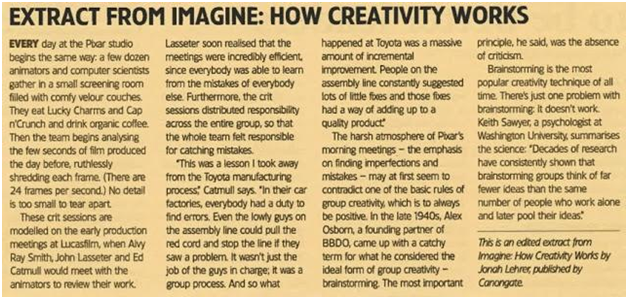 EXTRACT FROM IMAGINE: HOW CREATIVITY WORKS
EVERY day at the Pixar studio
begins the same way: a few dozen
animators and computer scientists
gather in a small screening room
filled with comfy velour couches.
They eat Lucky Charms and Cap
n'Crunch and drink organic coffee.
Then the team begins analysing
the few seconds of film produced
the day before, ruthlessly
shredding each frame. (There are
24 frames per second.) No detail
is too small to tear apart.
These crit sessions are
modelled on the early production
meetings at Lucasfilm, when Alvy
Ray Smith, John Lasseter and Ed
Catmull would meet with the
animators to review their work.
Lasseter soon realised that the
meetings were incredibly efficient,
since everybody was able to learn
from the mistakes of everybody
else. Furthermore, the crit
sessions distributed responsibility
across the entire group, so that
the whole team felt responsible
for catching mistakes.
"This was a lesson I took away
from the Toyota manufacturing
process," Catmull says. "In their car
factories, everybody had a duty to
find errors. Even the lowly guys on
the assembly line could pull the
red cord and stop the line if they
saw a problem. It wasn't just the
job of the guys in charge; it was a
group process. And so what
happened at Toyota was a massive
amount of incremental
improvement. People on the
assembly line constantly suggested
lots of little fixes and those fixes
had a way of adding up to a
quality product."
The harsh atmosphere of Pixar's
morning meetings – the emphasis
on finding imperfections and
mistakes – may at first seem to
contradict one of the basic rules of
group creativity, which is to always
be positive. In the late 1940s, Alex
Osborn, a founding partner of
BBDO, came up with a catchy
term for what he considered the
ideal form of group creativity –
brainstorming. The most important
principle, he said, was the absence
of criticism.
Brainstorming is the most
popular creativity technique of all
time. There's just one problem with
brainstorming: it doesn't work.
Keith Sawyer, a psychologist at
Washington University, summarises
the science: "Decades of research
have consistently shown that
brainstorming groups think of far
fewer ideas than the same
number of people who work alone
and later pool their ideas."
This is an edited extract from
Imagine: How Creativity Works by
Jonah Lehrer, published by
Canongate.